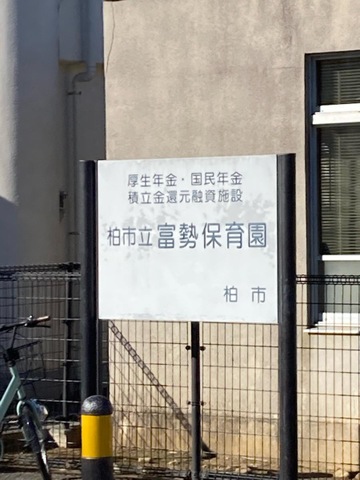 厚生年金・国民年金
積立金還元融資施設
柏市立富勢保育園
柏市